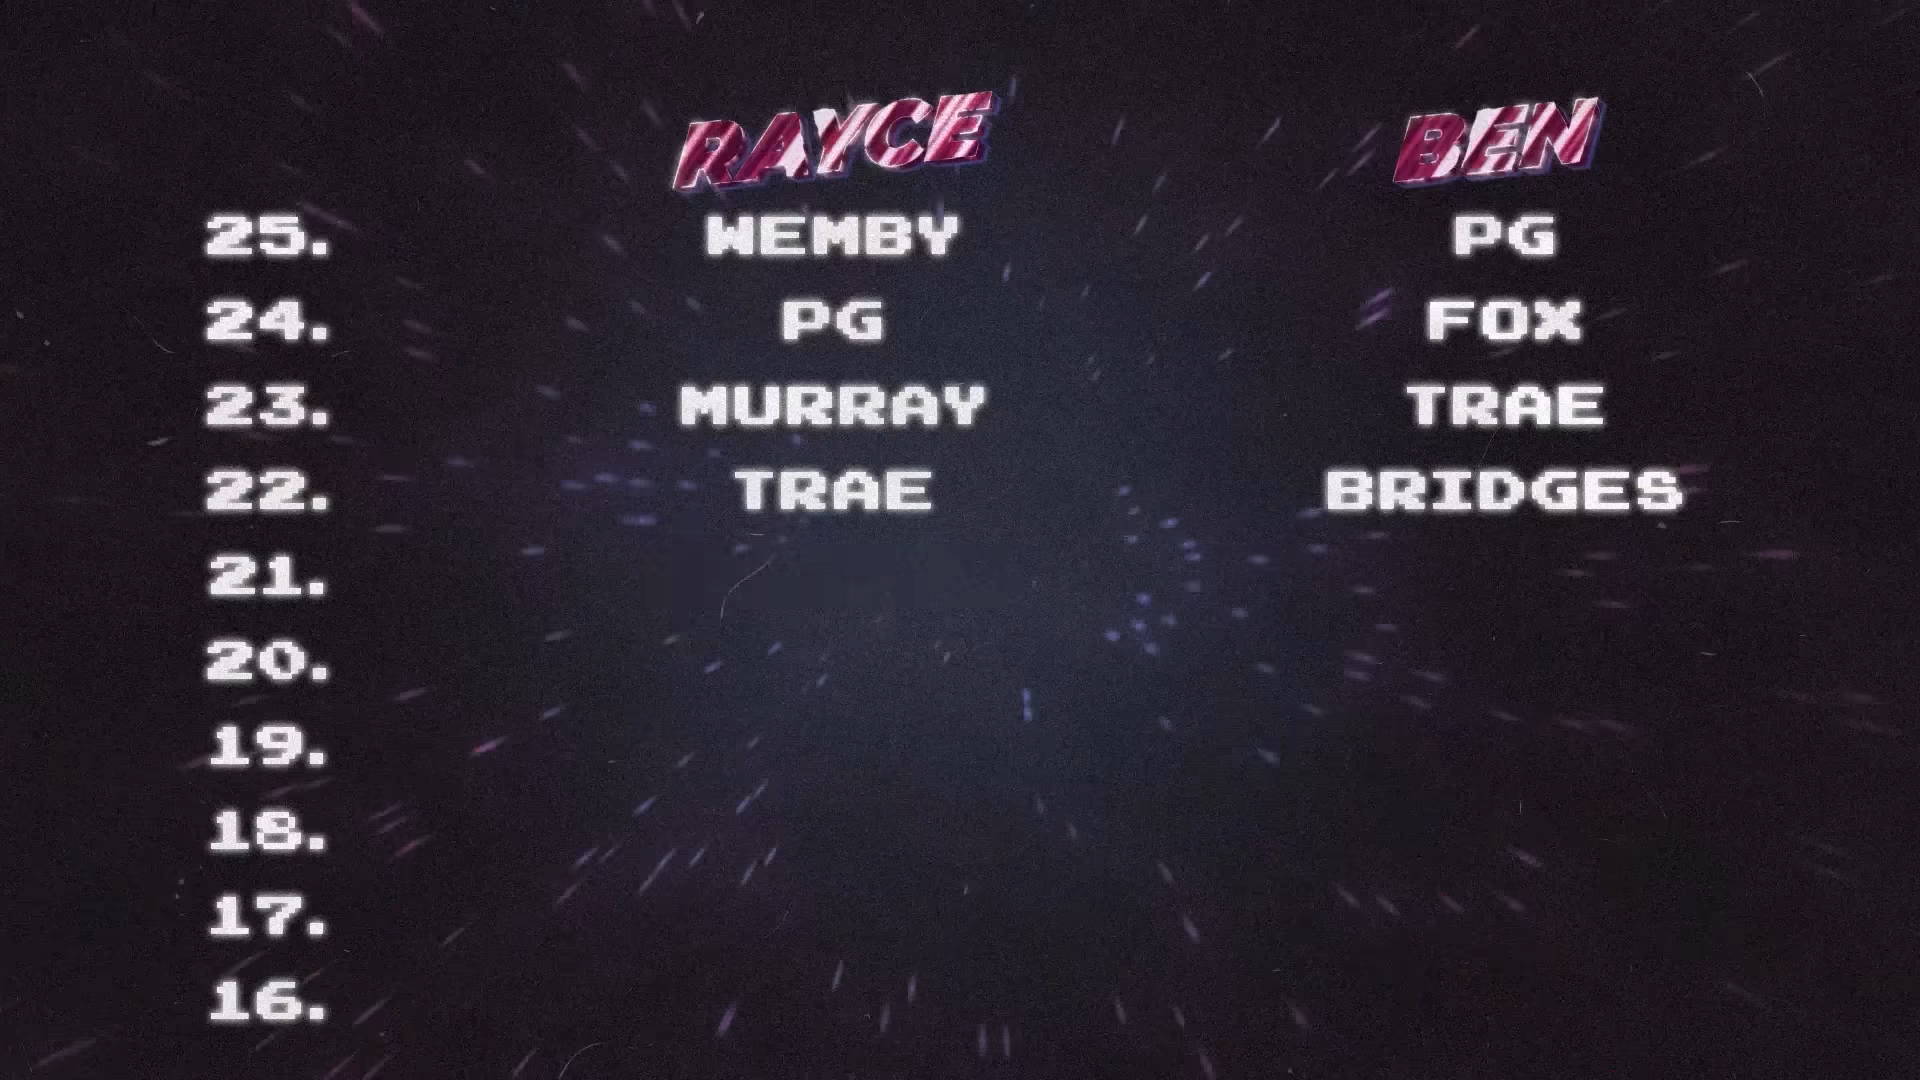 RAYCE BEN
25. WEMBY PG
24. PG FOX
23. MURRAY TRAE
22. TRAE BRIDGES
21.
20.
19.
18.
17.
16.